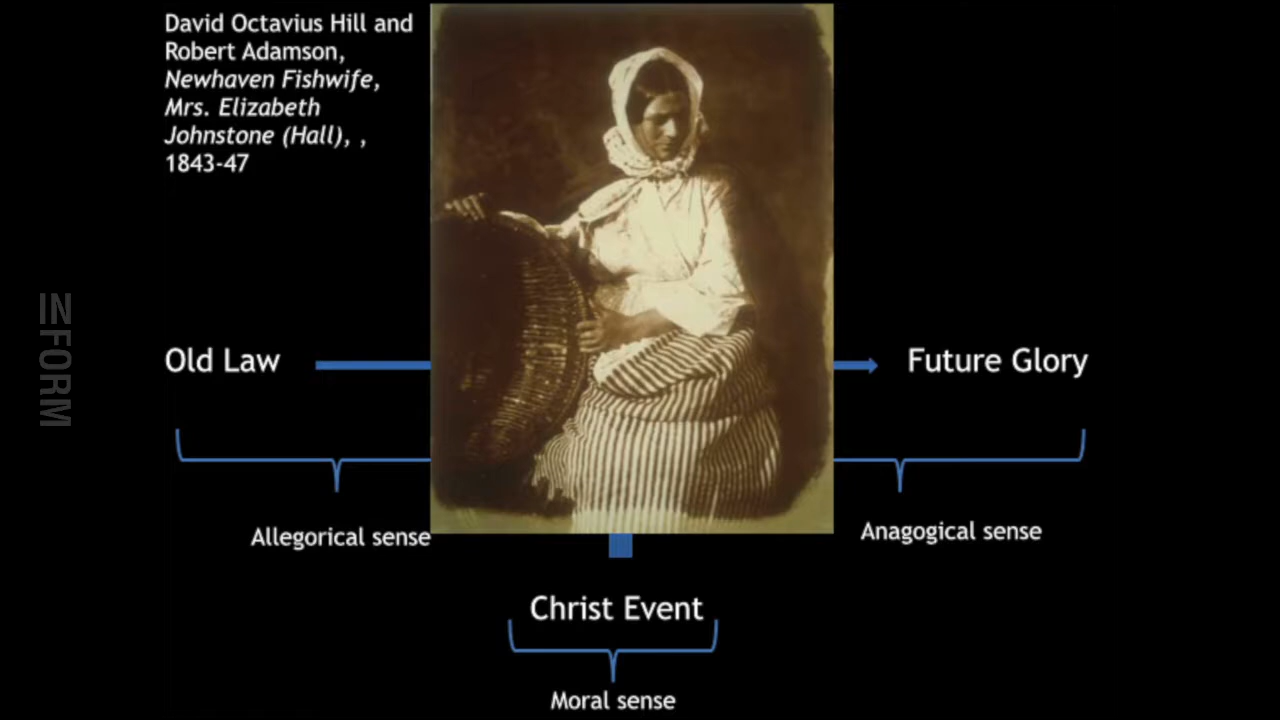 David Octavius Hill and
Robert Adamson,
Newhaven Fishwife,
Mrs. Elizabeth
Johnstone (Hall), ,
1843-47
INFORM
Old Law
Future Glory
Allegorical sense
Anagogical sense
Christ Event
Moral sense